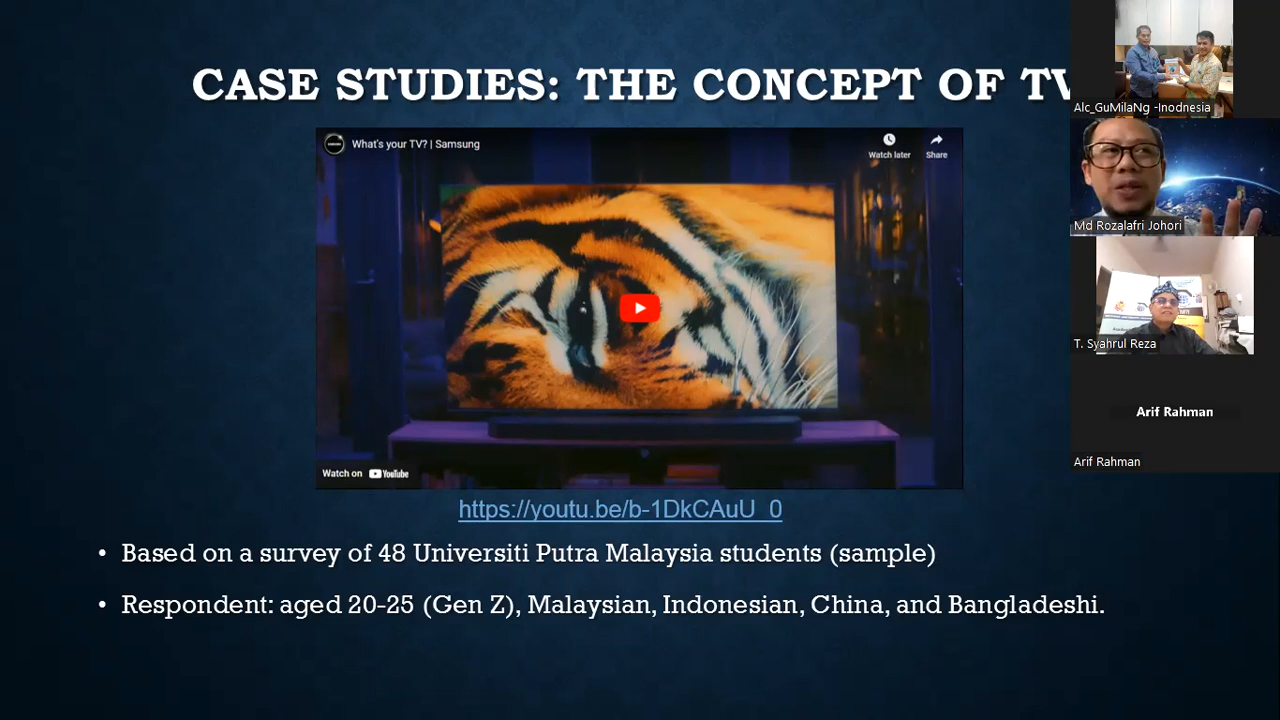 CASE STUDIES: THE CONCEPT OF TV
What's your TV? | Samsung
Watch later
Share
Watch on YouTube
https://youtu.be/b-1DkCAuU_0
• Based on a survey of 48 Universiti Putra Malaysia students (sample)
• Respondent: aged 20-25 (Gen Z), Malaysian, Indonesian, China, and Bangladeshi.
Alc_GuMilaNg -Inodnesia
Md Rozalafri Johori
T. Syahrul Reza
Arif Rahman
Arif Rahman